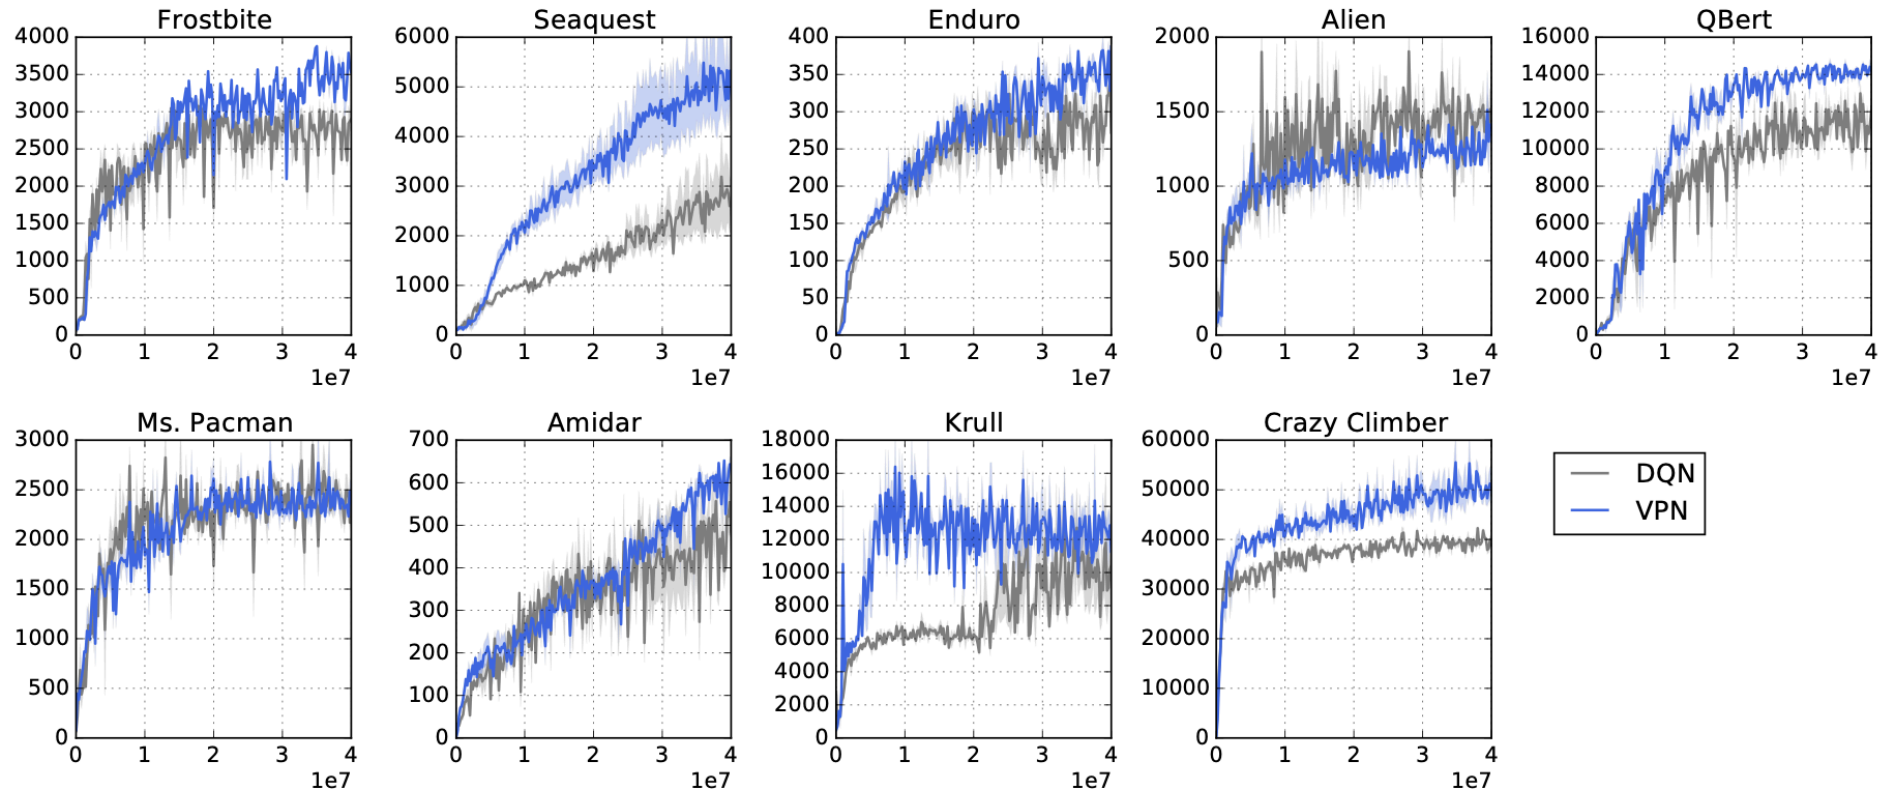 Frostbite
4000
3500
3000
2500
2000
1500
1000
500
0
0 1 2 3 4
1e7
Seaquest
6000
5000
4000
3000
2000
1000
0
0 1 2 3 4
1e7
Enduro
400
350
300
250
200
150
100
50
0
0 1 2 3 4
1e7
Alien
2000
1500
1000
500
0
0 1 2 3 4
1e7
QBert
16000
14000
12000
10000
8000
6000
4000
2000
0
0 1 2 3 4
1e7
Ms. Pacman
3000
2500
2000
1500
1000
500
0
0 1 2 3 4
1e7
Amidar
700
600
500
400
300
200
100
0
0 1 2 3 4
1e7
Krull
18000
16000
14000
12000
10000
8000
6000
4000
2000
0
0 1 2 3 4
1e7
Crazy Climber
60000
50000
40000
30000
20000
10000
0
0 1 2 3 4
1e7
DQN
VPN